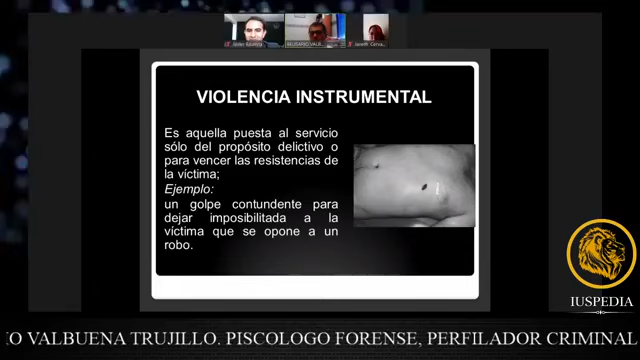 VIOLENCIA INSTRUMENTAL
Es aquella puesta al servicio
sólo del propósito delictivo o
para vencer las resistencias de
la víctima;
Ejemplo:
un golpe contundente para
dejar imposibilitada a la
víctima que se opone a un
robo.
IUSPEDIA
IO VALBUENA TRUJILLO. PISCOLOGO FORENSE, PERFILADOR CRIMINAL